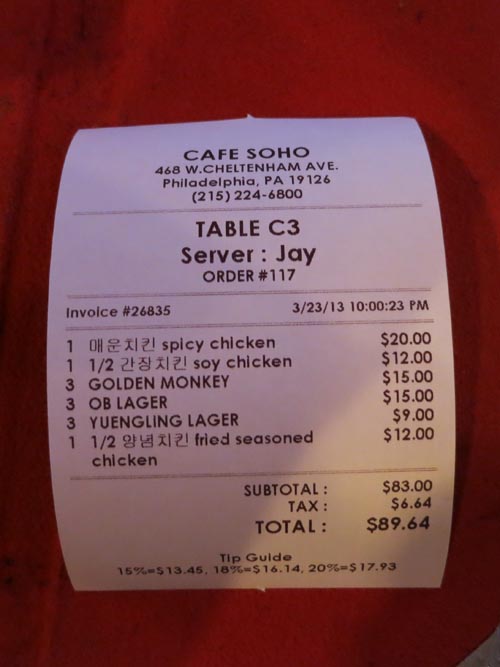 CAFE SOHO
468 W.CHELTENHAM AVE.
Philadelphia, PA 19126
(215) 224-6800
TABLE C3
Server : Jay
ORDER #117
Invoice #26835 3/23/13 10:00:23 PM
1 매운치킨 spicy chicken $20.00
1 1/2 간장치킨 soy chicken $12.00
3 GOLDEN MONKEY $15.00
3 OB LAGER $15.00
3 YUENGLING LAGER $9.00
1 1/2 양념치킨 fried seasoned $12.00
chicken
SUBTOTAL : $83.00
TAX : $6.64
TOTAL : $89.64
Tip Guide
15%=$13.45, 18%=$16.14, 20%=$17.93